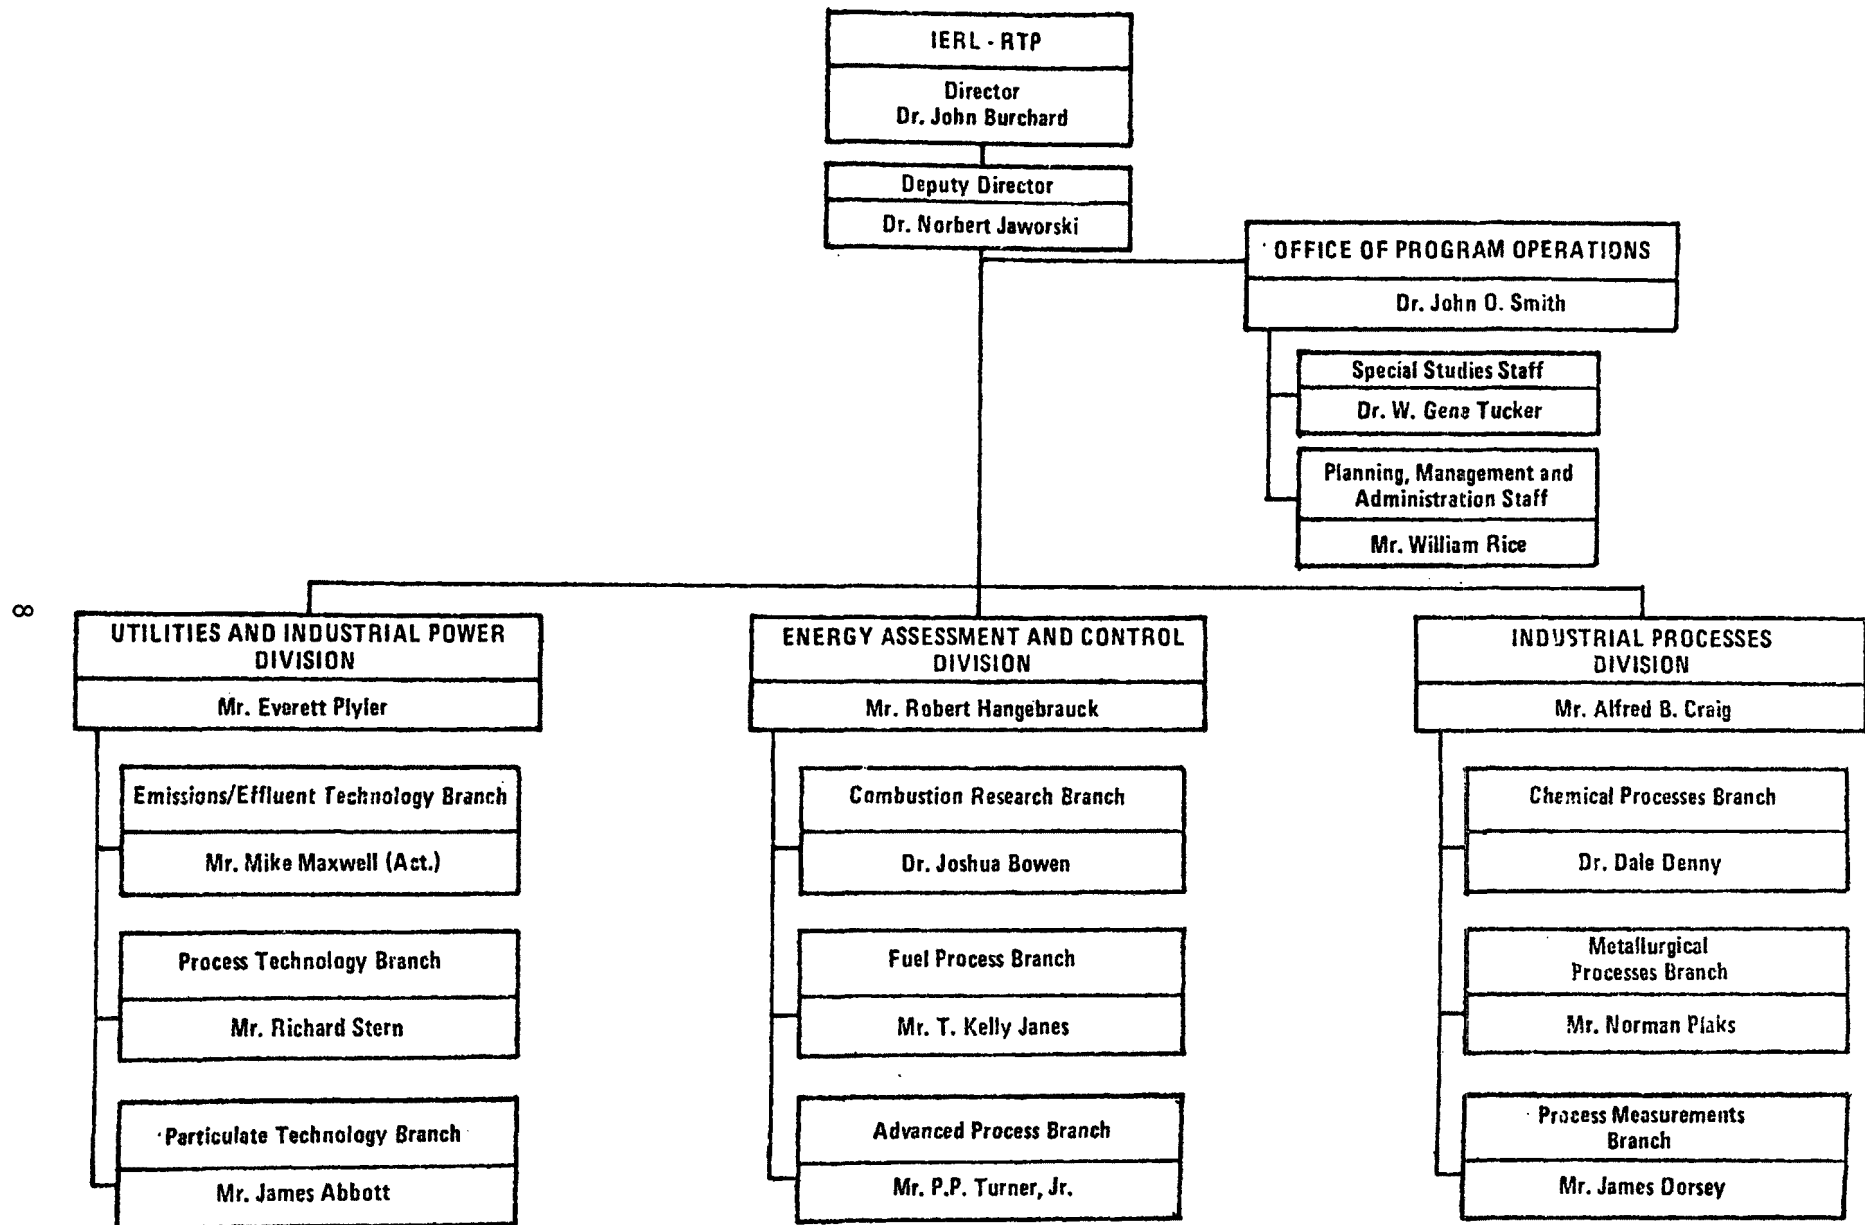 IERL - RTP
Director
Dr. John Burchard
Deputy Director
Dr. Norbert Jaworski
OFFICE OF PROGRAM OPERATIONS
Dr. John O. Smith
Special Studies Staff
Dr. W. Gene Tucker
Planning, Management and
Administration Staff
Mr. William Rice
8
UTILITIES AND INDUSTRIAL POWER
DIVISION
Mr. Everett Plyler
Emissions/Effluent Technology Branch
Mr. Mike Maxwell (Act.)
Process Technology Branch
Mr. Richard Stern
Particulate Technology Branch
Mr. James Abbott
ENERGY ASSESSMENT AND CONTROL
DIVISION
Mr. Robert Hangebrauck
Combustion Research Branch
Dr. Joshua Bowen
Fuel Process Branch
Mr. T. Kelly Janes
Advanced Process Branch
Mr. P.P. Turner, Jr.
INDUSTRIAL PROCESSES
DIVISION
Mr. Alfred B. Craig
Chemical Processes Branch
Dr. Dale Denny
Metallurgical
Processes Branch
Mr. Norman Plaks
Process Measurements
Branch
Mr. James Dorsey